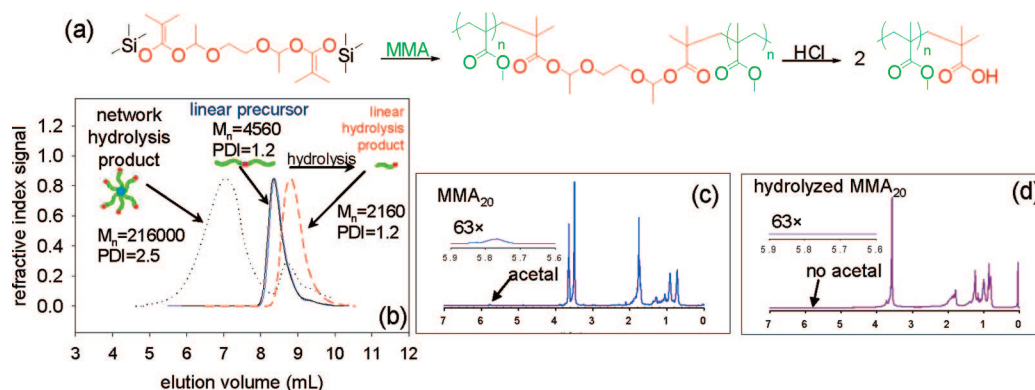 (a)
Si
O
O
O
O
O
O
Si
MMA
n
O
O
O
O
O
O
O
O
O
O
n
HCl
2
n
O
O
O
OH
network
hydrolysis
product
linear precursor
Mn=4560
PDI=1.2
hydrolysis
linear
hydrolysis
product
Mn=216000
PDI=2.5
Mn=2160
PDI=1.2
refractive index signal
1.2
1.0
0.8
0.6
0.4
0.2
0.0
3 4 5 6 7 8 9 10 11 12
elution volume (mL)
(b)
MMA20
(c)
63×
5.9 5.8 5.7 5.6
acetal
7 6 5 4 3 2 1 0
hydrolyzed MMA20
(d)
63×
5.9 5.8 5.7 5.6
no acetal
7 6 5 4 3 2 1 0